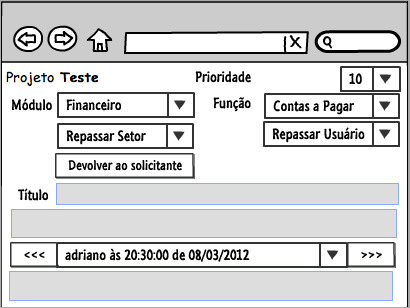 X
Projeto Teste Prioridade 10
Módulo Financeiro Função Contas a Pagar
Repassar Setor Repassar Usuário
Devolver ao solicitante
Título
<<< adriano às 20:30:00 de 08/03/2012 >>>